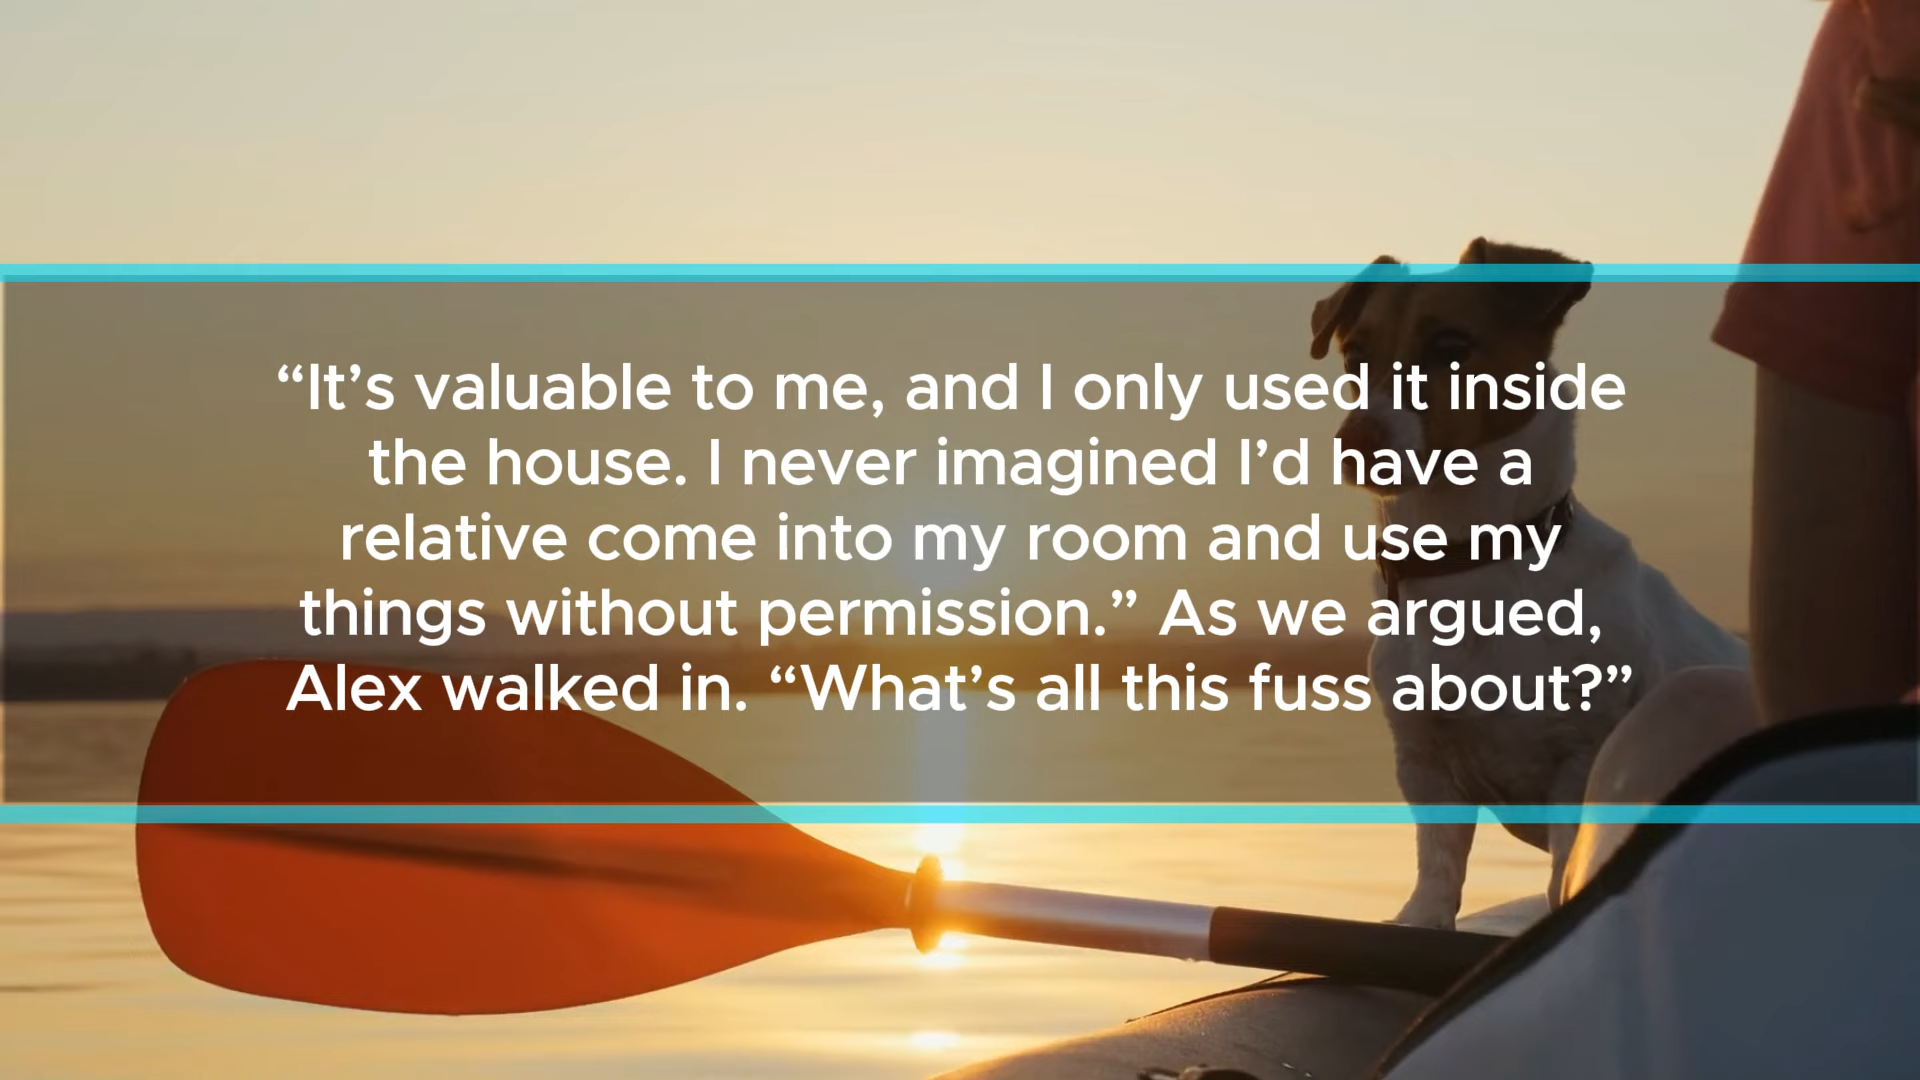 “It’s valuable to me, and I only used it inside
the house. I never imagined I’d have a
relative come into my room and use my
things without permission.” As we argued,
Alex walked in. “What’s all this fuss about?”